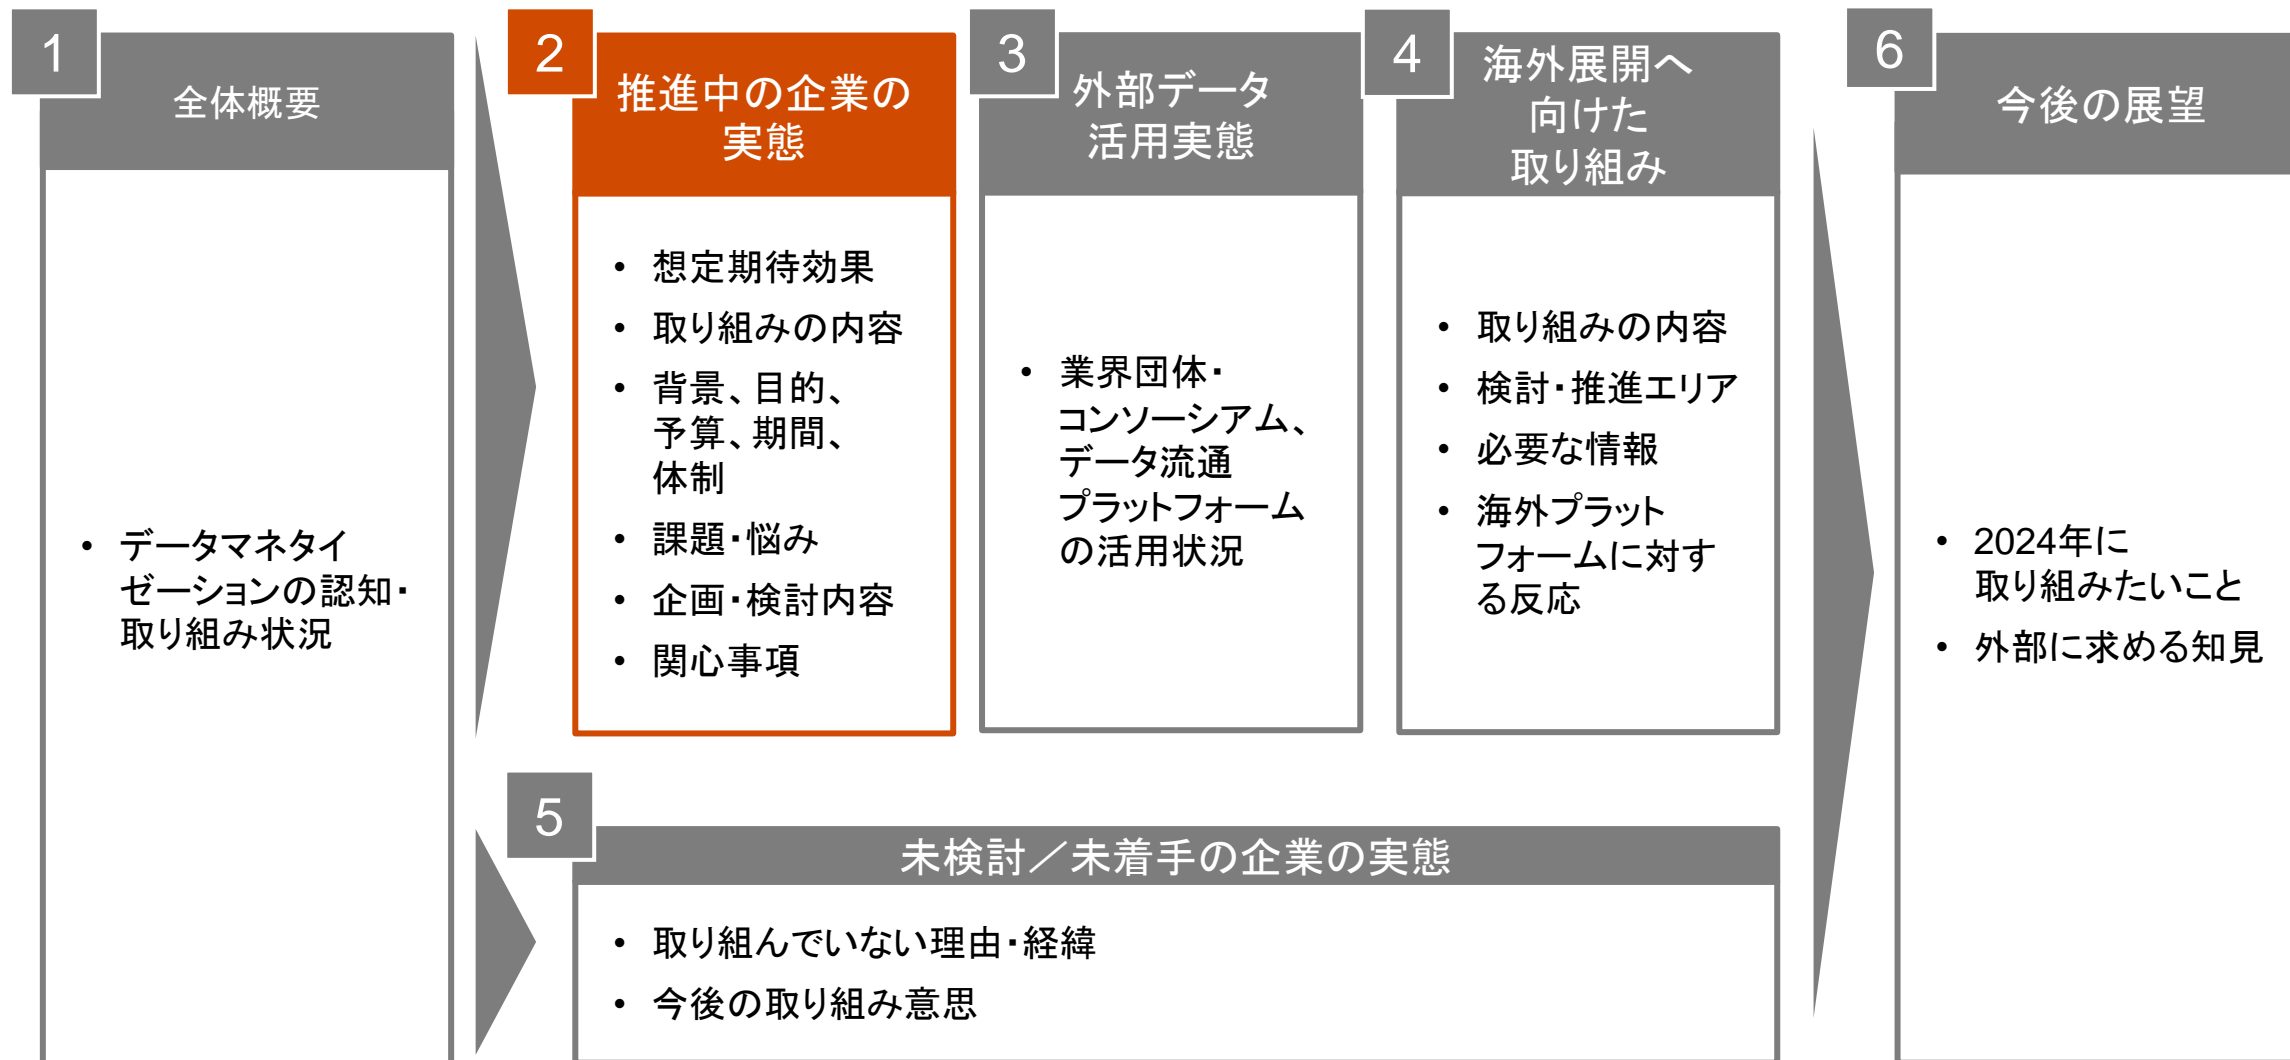 1
全体概要
• データマネタイ
ゼーションの認知・
取り組み状況
2
推進中の企業の
実態
• 想定期待効果
• 取り組みの内容
• 背景、目的、
予算、期間、
体制
• 課題・悩み
• 企画・検討内容
• 関心事項
3
外部データ
活用実態
• 業界団体・
コンソーシアム、
データ流通
プラットフォーム
の活用状況
4
海外展開へ
向けた
取り組み
• 取り組みの内容
• 検討・推進エリア
• 必要な情報
• 海外プラット
フォームに対す
る反応
5
未検討／未着手の企業の実態
• 取り組んでいない理由・経緯
• 今後の取り組み意思
6
今後の展望
• 2024年に
取り組みたいこと
• 外部に求める知見